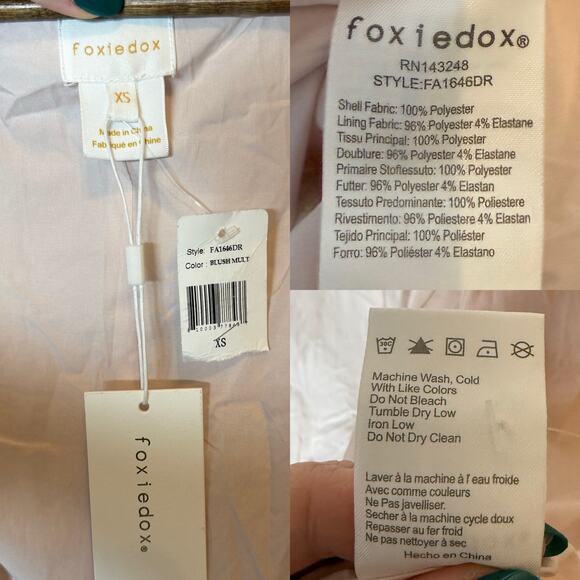 foxiedox
XS
Made in China
Fabriqué en Chine
Style: FA1646DR
Color: BLUSH MULT
XS
foxiedox®
foxiedox®
RN143248
STYLE:FA1646DR
Shell Fabric: 100% Polyester
Lining Fabric: 96% Polyester 4% Elastane
Tissu Principal: 100% Polyester
Doublure: 96% Polyester 4% Elastane
Primaire Stoflessuto: 100% Polyester
Futter: 96% Polyester 4% Elastan
Tessuto Predominante: 100% Poliestere
Rivestimento: 96% Poliestere 4% Elastan
Tejido Principal: 100% Poliéster
Forro: 96% Poliéster 4% Elastano
30C
Machine Wash, Cold
With Like Colors
Do Not Bleach
Tumble Dry Low
Iron Low
Do Not Dry Clean
Laver à la machine à l'eau froide
Avec comme couleurs
Ne Pas javelliser.
Secher à la machine cycle doux
Repasser au fer froid
Ne pas nettoyer à sec
Hecho en China